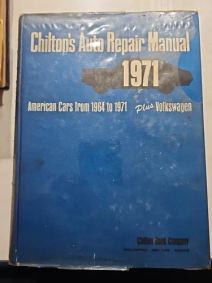 Chilton's Auto Repair Manual
1971
American Cars from 1964 to 1971 Plus Volkswagen
Chilton Book Company